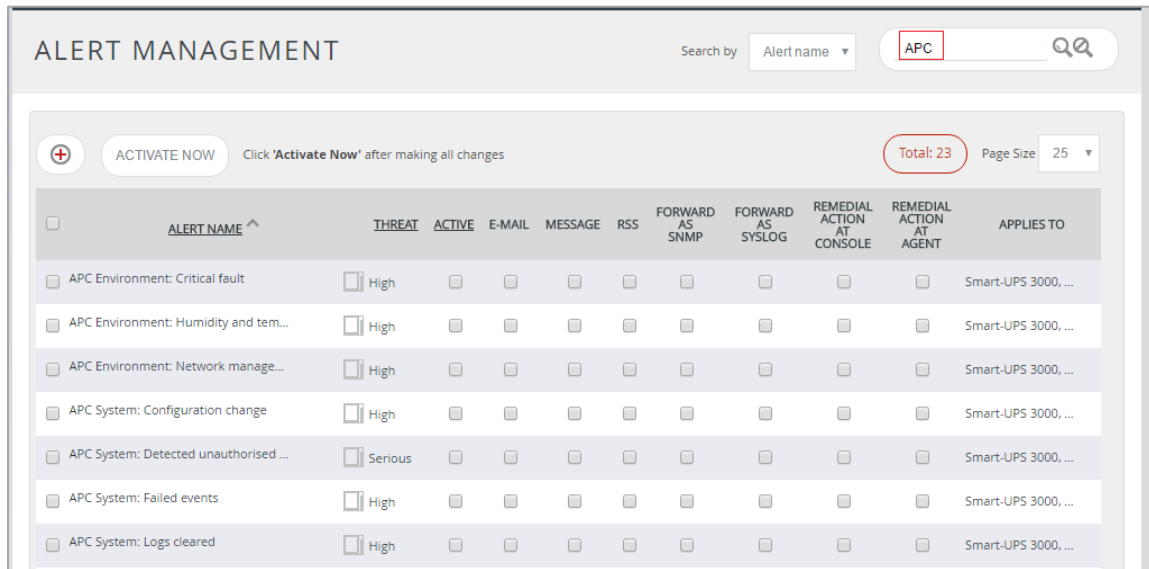 ALERT MANAGEMENT
Search by Alert name APC
ACTIVATE NOW Click 'Activate Now' after making all changes Total: 23 Page Size 25
ALERT NAME THREAT ACTIVE E-MAIL MESSAGE RSS FORWARD AS SNMP FORWARD AS SYSLOG REMEDIAL ACTION AT CONSOLE REMEDIAL ACTION AT AGENT APPLIES TO
APC Environment: Critical fault High Smart-UPS 3000, ...
APC Environment: Humidity and tem... High Smart-UPS 3000, ...
APC Environment: Network manage... High Smart-UPS 3000, ...
APC System: Configuration change High Smart-UPS 3000, ...
APC System: Detected unauthorised ... Serious Smart-UPS 3000, ...
APC System: Failed events High Smart-UPS 3000, ...
APC System: Logs cleared High Smart-UPS 3000, ...